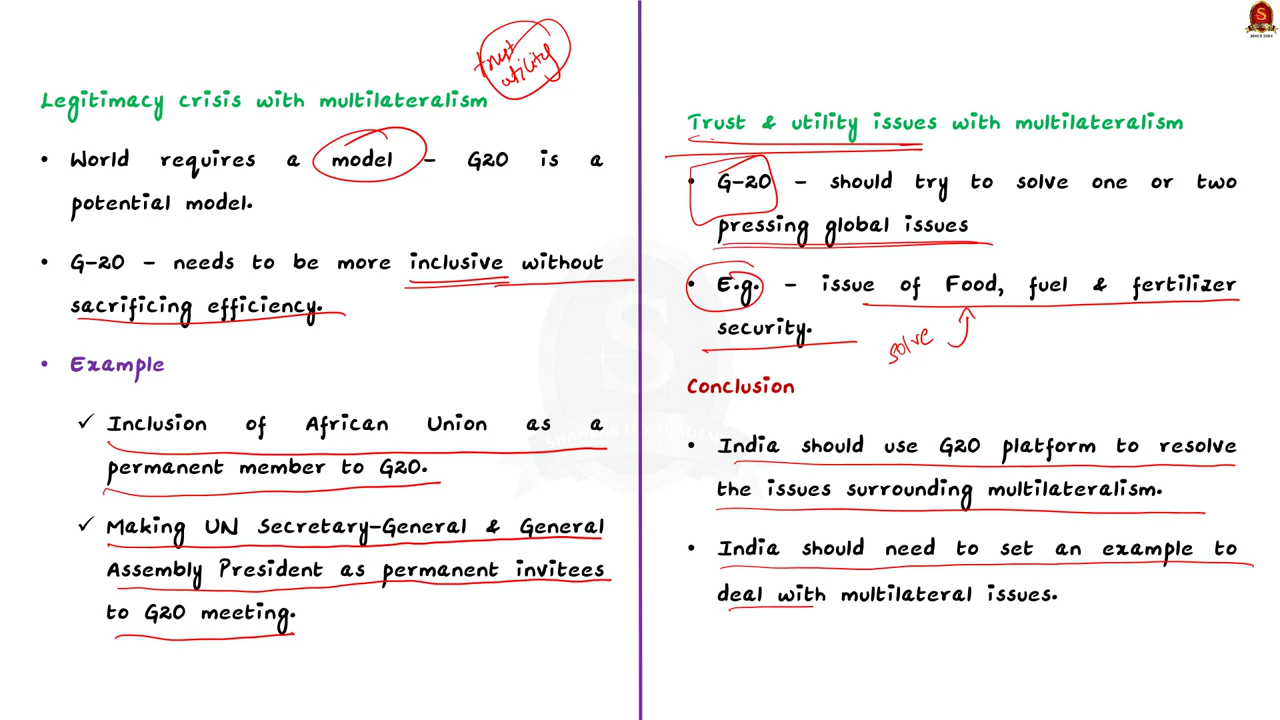 trust
utility
Legitimacy crisis with multilateralism
• World requires a model - G20 is a
potential model.
• G-20 - needs to be more inclusive without
sacrificing efficiency.
• Example
✓ Inclusion of African Union as a
permanent member to G20.
✓ Making UN Secretary-General & General
Assembly President as permanent invitees
to G20 meeting.
Trust & utility issues with multilateralism
• G-20 - should try to solve one or two
pressing global issues
• E.g. - issue of Food, fuel & fertilizer
security.
solve
Conclusion
• India should use G20 platform to resolve
the issues surrounding multilateralism.
• India should need to set an example to
deal with multilateral issues.
S
SINCE 2004
S